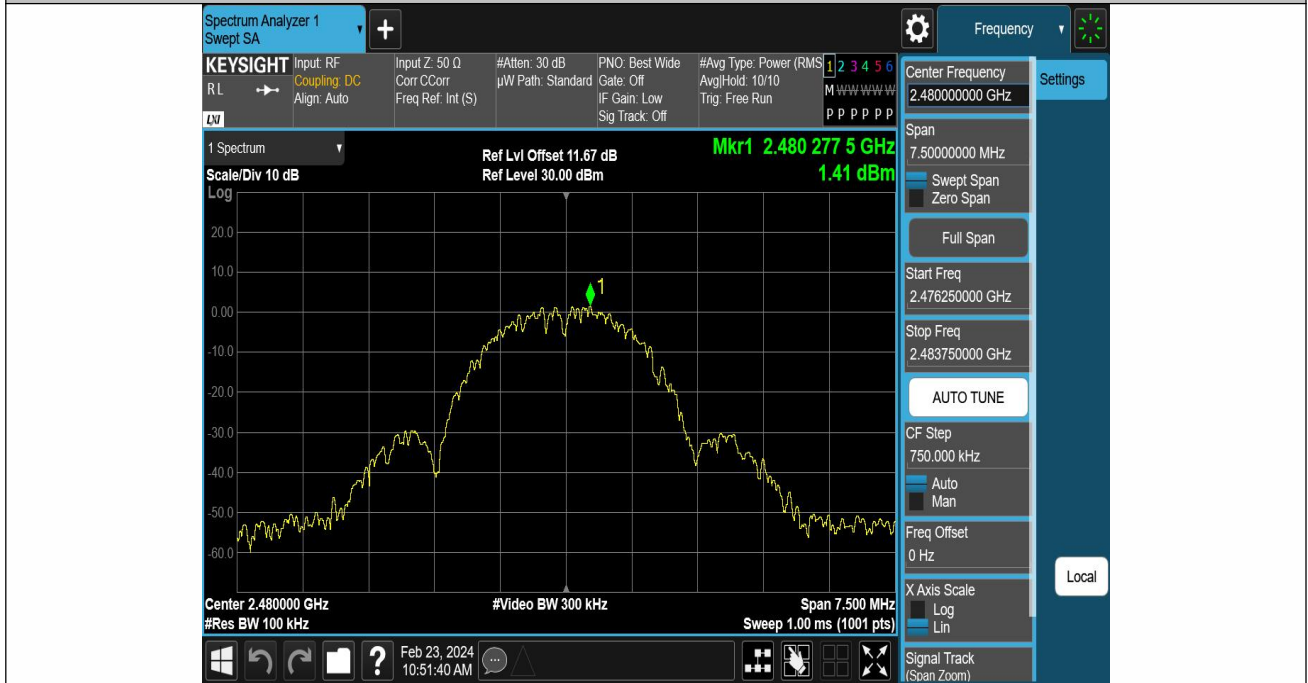 Spectrum Analyzer 1
Swept SA
+
Frequency
KEYSIGHT
RL
LXI
Input: RF
Coupling: DC
Align: Auto
Input Z: 50 Ω
Corr CCorr
Freq Ref: Int (S)
#Atten: 30 dB
µW Path: Standard
PNO: Best Wide
Gate: Off
IF Gain: Low
Sig Track: Off
#Avg Type: Power (RMS
Avg|Hold: 10/10
Trig: Free Run
1 2 3 4 5 6
M W W W W W
P P P P P P
1 Spectrum
Scale/Div 10 dB
Log
Ref Lvl Offset 11.67 dB
Ref Level 30.00 dBm
Mkr1 2.480 277 5 GHz
1.41 dBm
20.0
10.0
0.00
-10.0
-20.0
-30.0
-40.0
-50.0
-60.0
1
Center 2.480000 GHz
#Res BW 100 kHz
#Video BW 300 kHz
Span 7.500 MHz
Sweep 1.00 ms (1001 pts)
Center Frequency
2.480000000 GHz
Settings
Span
7.50000000 MHz
Swept Span
Zero Span
Full Span
Start Freq
2.476250000 GHz
Stop Freq
2.483750000 GHz
AUTO TUNE
CF Step
750.000 kHz
Auto
Man
Freq Offset
0 Hz
X Axis Scale
Log
Lin
Signal Track
(Span Zoom)
Local
?
Feb 23, 2024
10:51:40 AM